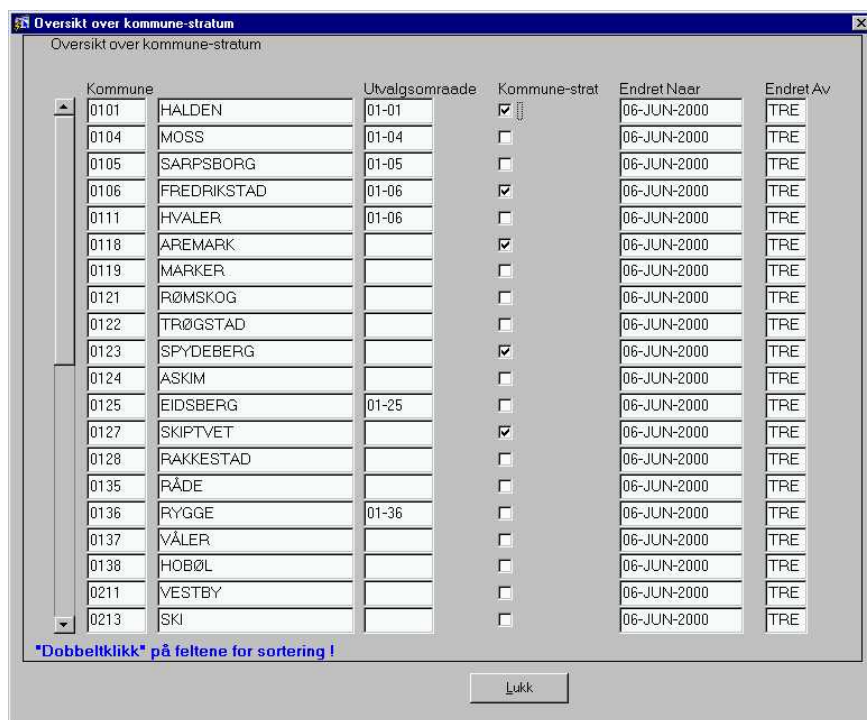 Oversikt over kommune-stratum
Oversikt over kommune-stratum
Kommune Utvalgsomraade Kommune-strat Endret Naar Endret Av
0101 HALDEN 01-01 06-JUN-2000 TRE
0104 MOSS 01-04 06-JUN-2000 TRE
0105 SARPSBORG 01-05 06-JUN-2000 TRE
0106 FREDRIKSTAD 01-06 06-JUN-2000 TRE
0111 HVALER 01-06 06-JUN-2000 TRE
0118 AREMARK 06-JUN-2000 TRE
0119 MARKER 06-JUN-2000 TRE
0121 RØMSKOG 06-JUN-2000 TRE
0122 TRØGSTAD 06-JUN-2000 TRE
0123 SPYDEBERG 06-JUN-2000 TRE
0124 ASKIM 06-JUN-2000 TRE
0125 EIDSBERG 01-25 06-JUN-2000 TRE
0127 SKIPTVET 06-JUN-2000 TRE
0128 RAKKESTAD 06-JUN-2000 TRE
0135 RÅDE 06-JUN-2000 TRE
0136 RYGGE 01-36 06-JUN-2000 TRE
0137 VÅLER 06-JUN-2000 TRE
0138 HOBØL 06-JUN-2000 TRE
0211 VESTBY 06-JUN-2000 TRE
0213 SKI 06-JUN-2000 TRE
"Dobbeltklikk" på feltene for sortering !
Lukk